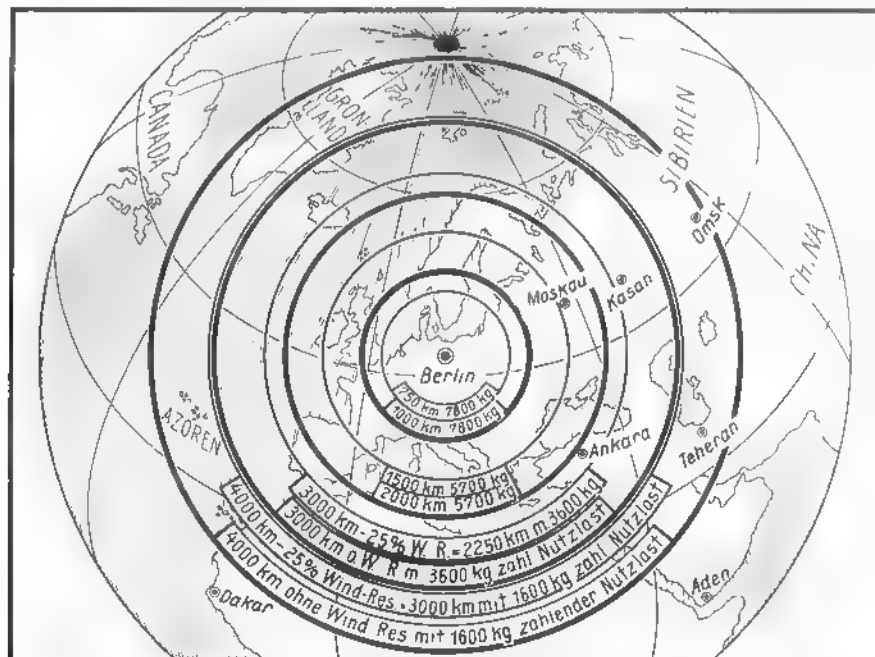 CANADA
GRÖN-
LAND
SIBIRIEN
Omsk
CHINA
Moskau
Kasan
Berlin
750 km 7800 kg
1000 km 7800 kg
AZOREN
Ankara
Teheran
1500 km 5700 kg
2000 km 5700 kg
3000 km - 25% W. R. = 2250 km m. 3600 kg
3000 km o. W R m 3600 kg zahl Nutzlast
4000 km - 25% Wind-Res. = 3000 km mit 1600 kg zahl Nutzlast
4000 km ohne Wind Res mit 1600 kg zahlender Nutzlast
Dakar
Aden